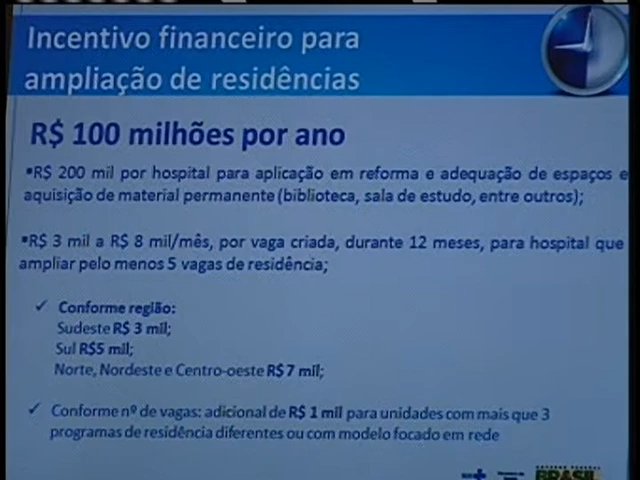 Incentivo financeiro para
ampliação de residências
R$ 100 milhões por ano
▪R$ 200 mil por hospital para aplicação em reforma e adequação de espaços e
aquisição de material permanente (biblioteca, sala de estudo, entre outros);
▪R$ 3 mil a R$ 8 mil/mês, por vaga criada, durante 12 meses, para hospital que
ampliar pelo menos 5 vagas de residência;
✓ Conforme região:
Sudeste R$ 3 mil;
Sul R$5 mil;
Norte, Nordeste e Centro-oeste R$ 7 mil;
✓ Conforme nº de vagas: adicional de R$ 1 mil para unidades com mais que 3
programas de residência diferentes ou com modelo focado em rede
BRASIL